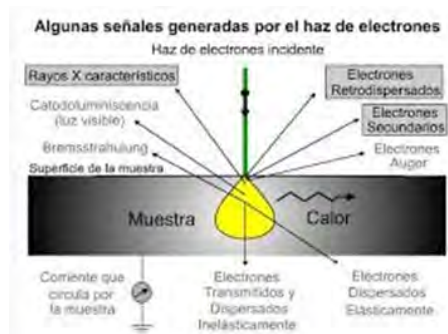 Algunas señales generadas por el haz de electrones
Haz de electrones incidente
Rayos X característicos
Electrones
Retrodispersados
Catodoluminiscencia
(luz visible)
Electrones
Secundarios
Bremsstrahulung
Electrones
Auger
Superficie de la muestra
Muestra
Calor
Corriente que
circula por
la muestra
Electrones
Transmitidos y
Dispersados
Inelásticamente
Electrones
Dispersados
Elásticamente